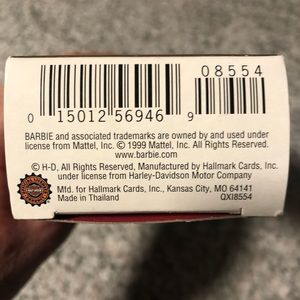 08554
0 15012 56946 9
BARBIE and associated trademarks are owned by and used under
license from Mattel, Inc. © 1999 Mattel, Inc. All Rights Reserved.
www.barbie.com
© H-D, All Rights Reserved, Manufactured by Hallmark Cards, Inc.
under license from Harley-Davidson Motor Company
Mfd. for Hallmark Cards, Inc., Kansas City, MO 64141
Made in Thailand QXI8554